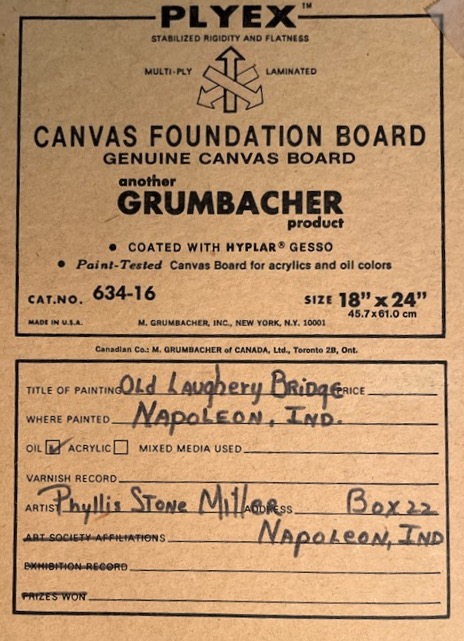 PLYEX™
STABILIZED RIGIDITY AND FLATNESS
MULTI-PLY LAMINATED
CANVAS FOUNDATION BOARD
GENUINE CANVAS BOARD
another
GRUMBACHER
product
• COATED WITH HYPLAR® GESSO
• Paint-Tested Canvas Board for acrylics and oil colors
CAT.NO. 634-16 SIZE 18" x 24"
45.7x61.0 cm
MADE IN U.S.A. M. GRUMBACHER, INC., NEW YORK, N.Y. 10001
Canadian Co.: M. GRUMBACHER of CANADA, Ltd., Toronto 2B, Ont.
TITLE OF PAINTING Old Laughery Bridge PRICE
WHERE PAINTED Napoleon, Ind.
OIL ☑ ACRYLIC ☐ MIXED MEDIA USED
VARNISH RECORD
ARTIST Phyllis Stone Miller ADDRESS Box 22
ART SOCIETY AFFILIATIONS Napoleon, Ind
EXHIBITION RECORD
PRIZES WON